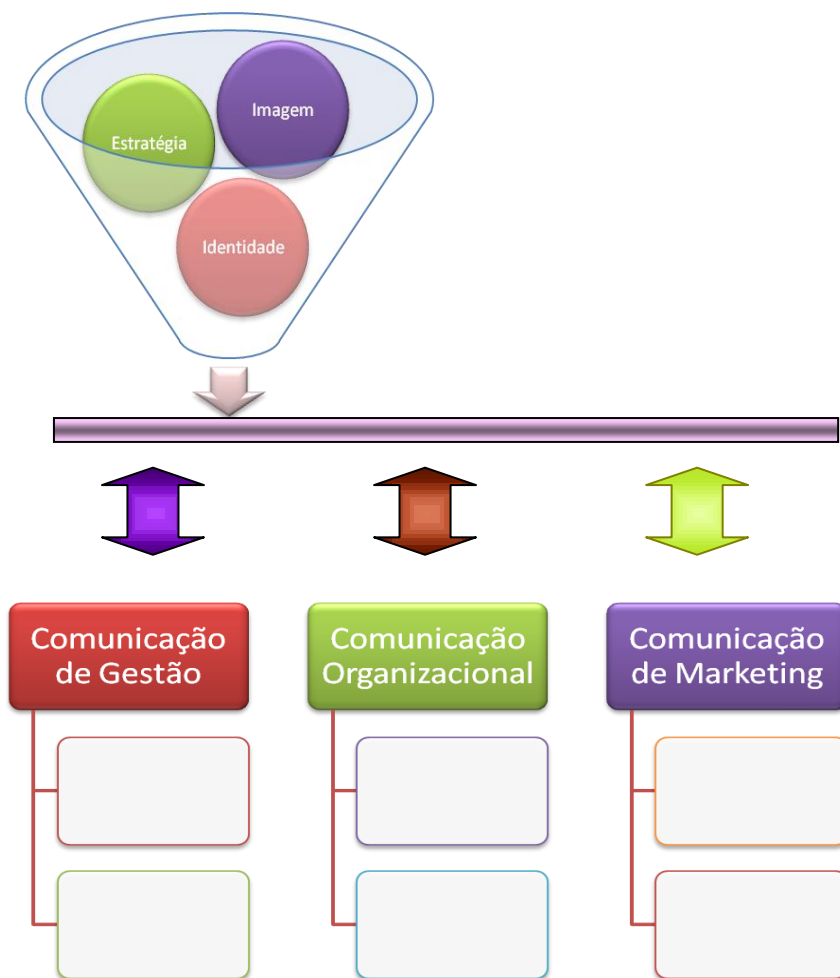 Imagem
Estratégia
Identidade
Comunicação
de Gestão
Comunicação
Organizacional
Comunicação
de Marketing